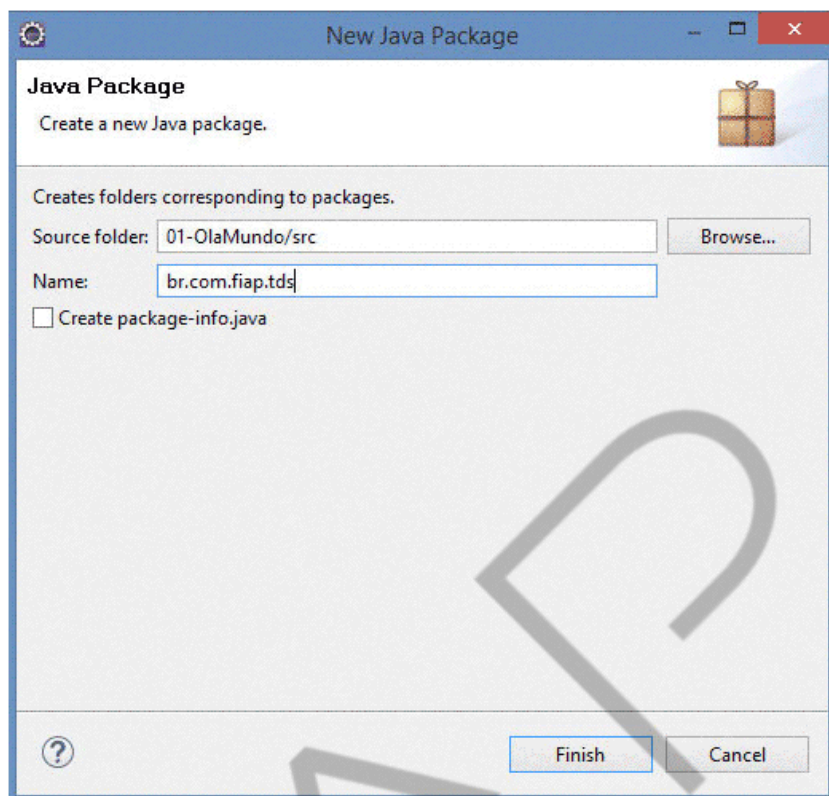 New Java Package
Java Package
Create a new Java package.
Creates folders corresponding to packages.
Source folder: 01-OlaMundo/src Browse...
Name: br.com.fiap.tds
Create package-info.java
Finish Cancel